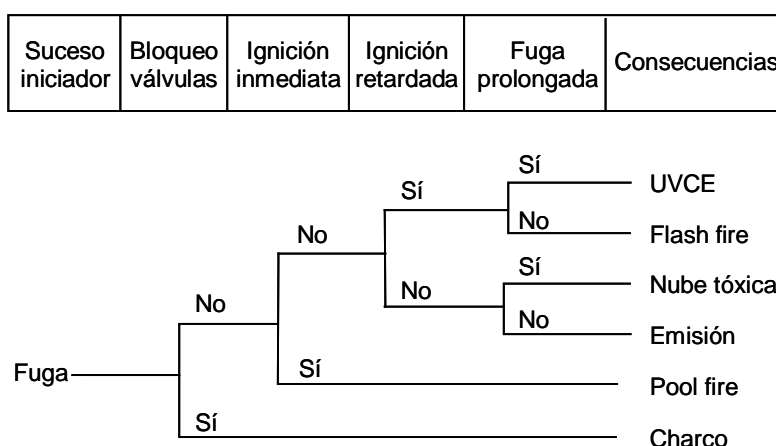 Suceso iniciador
Bloqueo válvulas
Ignición inmediata
Ignición retardada
Fuga prolongada
Consecuencias
Sí
UVCE
Sí
No
Flash fire
No
Sí
Nube tóxica
No
No
Emisión
No
Sí
Pool fire
Fuga
Sí
Charco